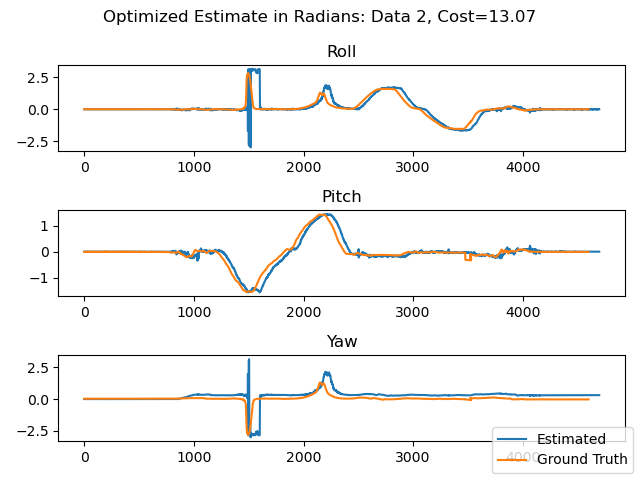 Optimized Estimate in Radians: Data 2, Cost=13.07
Roll
2.5
0.0
−2.5
0 1000 2000 3000 4000
Pitch
1
0
−1
0 1000 2000 3000 4000
Yaw
2.5
0.0
−2.5
0 1000 2000 3000 4000
Estimated
Ground Truth